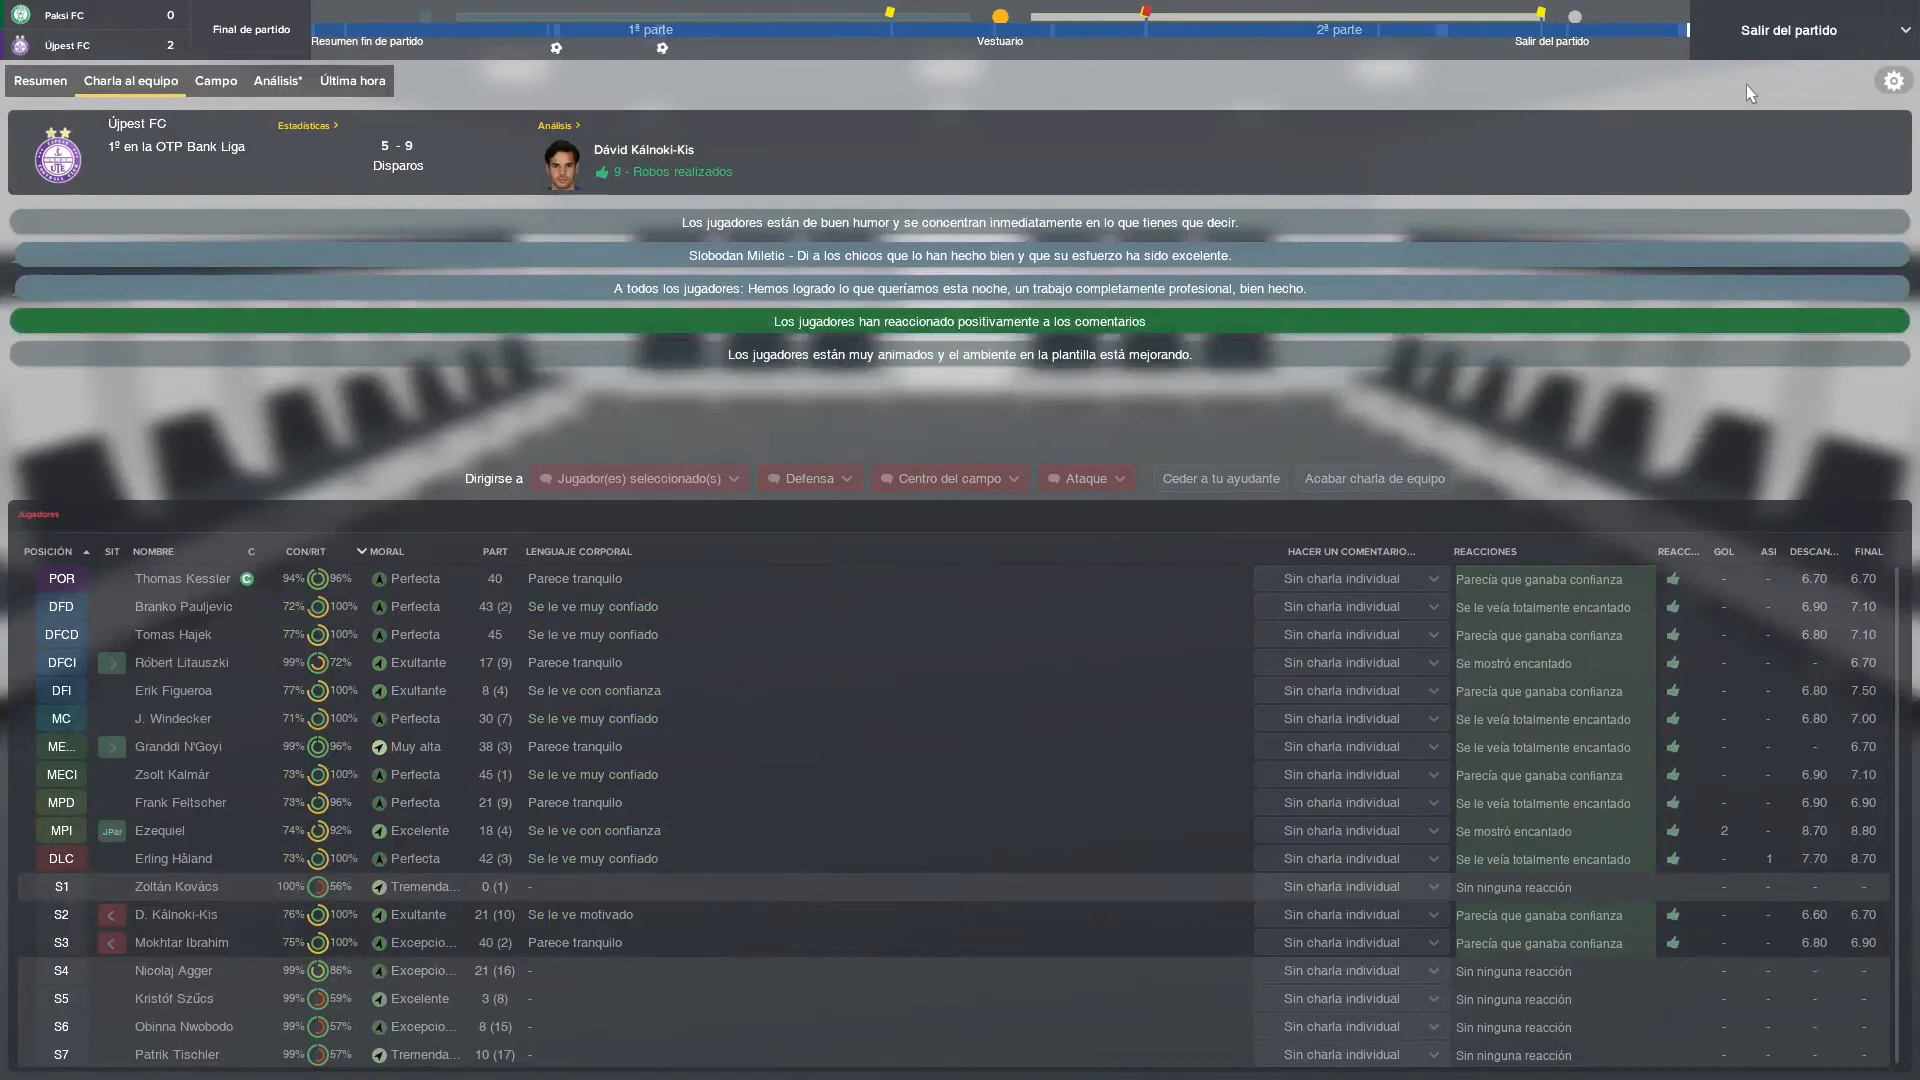 Paksi FC 0
Újpest FC 2
Final de partido
1ª parte
2ª parte
Resumen fin de partido
Vestuario
Salir del partido
Salir del partido
Resumen Charla al equipo Campo Análisis* Última hora
Újpest FC
1º en la OTP Bank Liga
Estadísticas >
5 - 9
Disparos
Análisis >
Dávid Kálnoki-Kis
9 - Robos realizados
Los jugadores están de buen humor y se concentran inmediatamente en lo que tienes que decir.
Slobodan Miletic - Di a los chicos que lo han hecho bien y que su esfuerzo ha sido excelente.
A todos los jugadores: Hemos logrado lo que queríamos esta noche, un trabajo completamente profesional, bien hecho.
Los jugadores han reaccionado positivamente a los comentarios
Los jugadores están muy animados y el ambiente en la plantilla está mejorando.
Dirigirse a Jugador(es) seleccionado(s) Defensa Centro del campo Ataque Ceder a tu ayudante Acabar charla de equipo
Jugadores
POSICIÓN SIT NOMBRE C CON/RIT MORAL PART LENGUAJE CORPORAL HACER UN COMENTARIO... REACCIONES REACC... GOL ASI DESCAN... FINAL
POR Thomas Kessler C 94% 96% Perfecta 40 Parece tranquilo Sin charla individual Parecía que ganaba confianza - - 6.70 6.70
DFD Branko Pauljevic 72% 100% Perfecta 43 (2) Se le ve muy confiado Sin charla individual Se le veía totalmente encantado - - 6.90 7.10
DFCD Tomas Hajek 77% 100% Perfecta 45 Se le ve muy confiado Sin charla individual Parecía que ganaba confianza - - 6.80 7.10
DFCI Róbert Litauszki 99% 72% Exultante 17 (9) Parece tranquilo Sin charla individual Se mostró encantado - - - 6.70
DFI Erik Figueroa 77% 100% Exultante 8 (4) Se le ve con confianza Sin charla individual Parecía que ganaba confianza - - 6.80 7.50
MC J. Windecker 71% 100% Perfecta 30 (7) Se le ve muy confiado Sin charla individual Se le veía totalmente encantado - - 6.80 7.00
ME... Granddi N'Goyi 99% 96% Muy alta 38 (3) Parece tranquilo Sin charla individual Se le veía totalmente encantado - - - 6.70
MECI Zsolt Kalmár 73% 100% Perfecta 45 (1) Se le ve muy confiado Sin charla individual Parecía que ganaba confianza - - 6.90 7.10
MPD Frank Feltscher 73% 96% Perfecta 21 (9) Parece tranquilo Sin charla individual Se le veía totalmente encantado - - 6.90 6.90
MPI JPar Ezequiel 74% 92% Excelente 18 (4) Se le ve con confianza Sin charla individual Se mostró encantado 2 - 8.70 8.80
DLC Erling Håland 73% 100% Perfecta 42 (3) Se le ve muy confiado Sin charla individual Se le veía totalmente encantado - 1 7.70 8.70
S1 Zoltán Kovács 100% 56% Tremenda... 0 (1) - Sin charla individual Sin ninguna reacción - - - -
S2 D. Kálnoki-Kis 76% 100% Exultante 21 (10) Se le ve motivado Sin charla individual Parecía que ganaba confianza - - 6.60 6.70
S3 Mokhtar Ibrahim 75% 100% Excepcio... 40 (2) Parece tranquilo Sin charla individual Parecía que ganaba confianza - - 6.80 6.90
S4 Nicolaj Agger 99% 86% Excepcio... 21 (16) - Sin charla individual Sin ninguna reacción - - - -
S5 Kristóf Szűcs 99% 59% Excelente 3 (8) - Sin charla individual Sin ninguna reacción - - - -
S6 Obinna Nwobodo 99% 57% Excepcio... 8 (15) - Sin charla individual Sin ninguna reacción - - - -
S7 Patrik Tischler 99% 57% Tremenda... 10 (17) - Sin charla individual Sin ninguna reacción - - - -